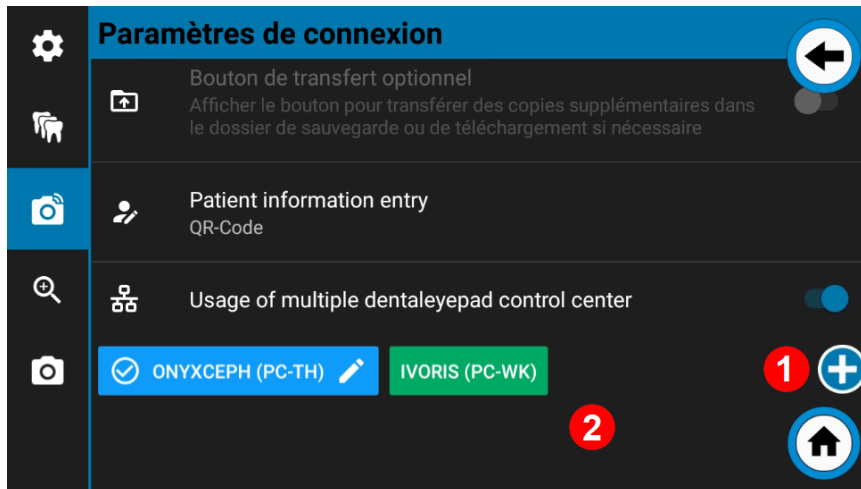 Paramètres de connexion
Bouton de transfert optionnel
Afficher le bouton pour transférer des copies supplémentaires dans
le dossier de sauvegarde ou de téléchargement si nécessaire
Patient information entry
QR-Code
Usage of multiple dentaleyepad control center
ONYXCEPH (PC-TH) IVORIS (PC-WK) 1
2